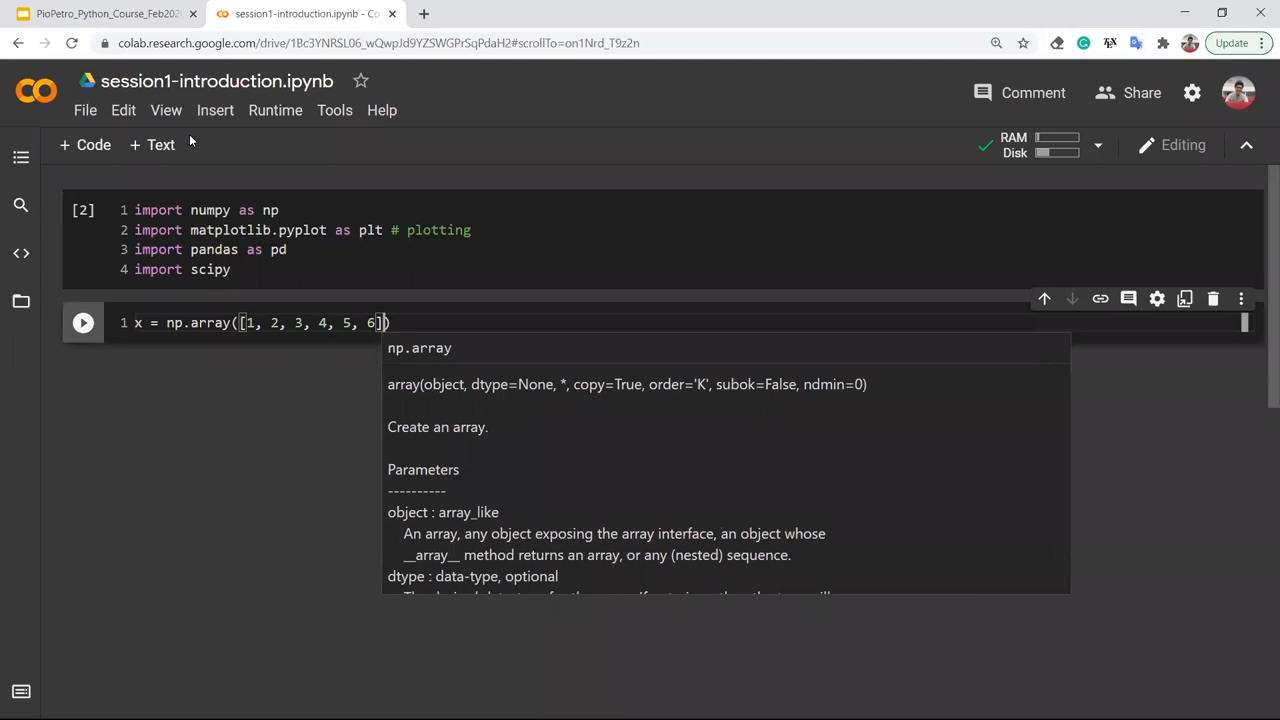 PioPetro_Python_Course_Feb202
session1-introduction.ipynb - Co
colab.research.google.com/drive/1Bc3YNRSL06_wQwpJd9YZSWGPrSqPdaH2#scrollTo=on1Nrd_T9z2n
Update
session1-introduction.ipynb
Comment
Share
File Edit View Insert Runtime Tools Help
+ Code + Text
RAM
Disk
Editing
[2] 1 import numpy as np
2 import matplotlib.pyplot as plt # plotting
3 import pandas as pd
4 import scipy
1 x = np.array([1, 2, 3, 4, 5, 6])
np.array
array(object, dtype=None, *, copy=True, order='K', subok=False, ndmin=0)
Create an array.
Parameters
----------
object : array_like
An array, any object exposing the array interface, an object whose
__array__ method returns an array, or any (nested) sequence.
dtype : data-type, optional